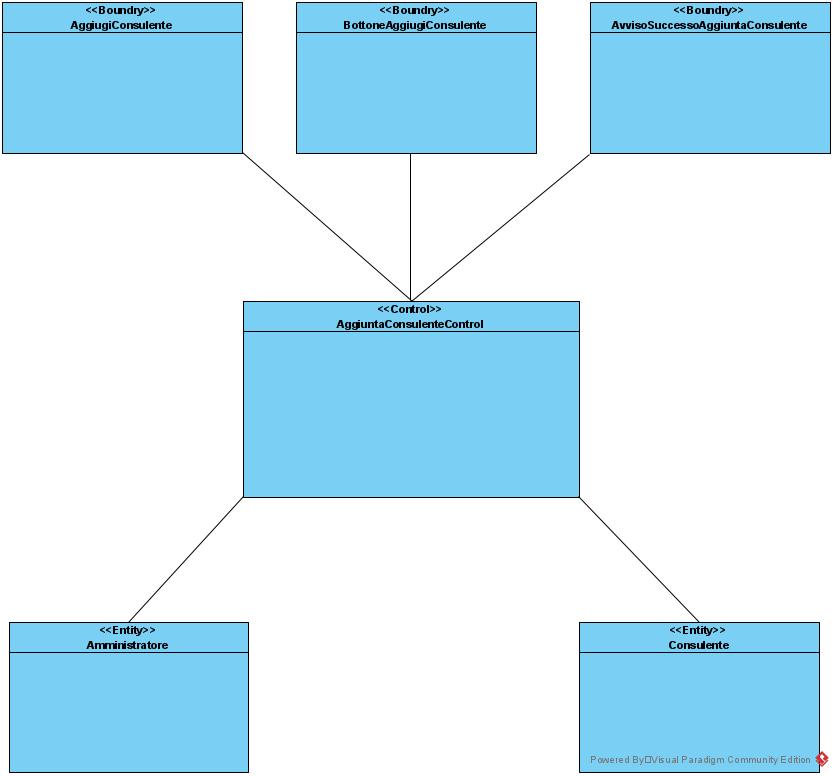 <<Boundry>>
AggiugiConsulente
<<Boundry>>
BottoneAggiugiConsulente
<<Boundry>>
AvvisoSuccessoAggiuntaConsulente
<<Control>>
AggiuntaConsulenteControl
<<Entity>>
Amministratore
<<Entity>>
Consulente
Powered By□Visual Paradigm Community Edition